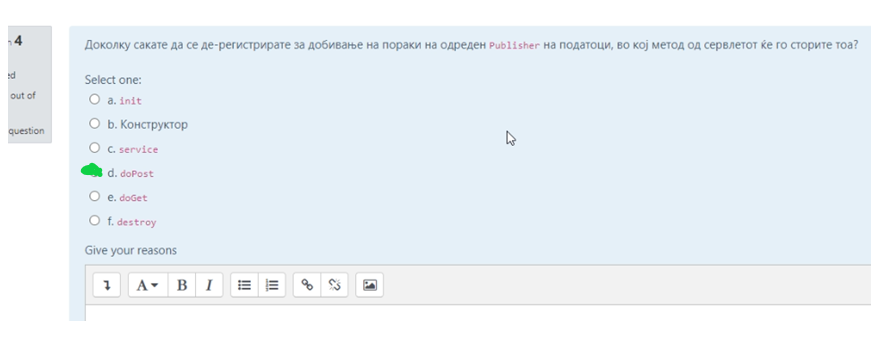 4
Доколку сакате да се де-регистрирате за добивање на пораки на одреден Publisher на податоци, во кој метод од сервлетот ќе го сторите тоа?
ed
out of
question
Select one:
a. init
b. Конструктор
c. service
d. doPost
e. doGet
f. destroy
Give your reasons
A B I